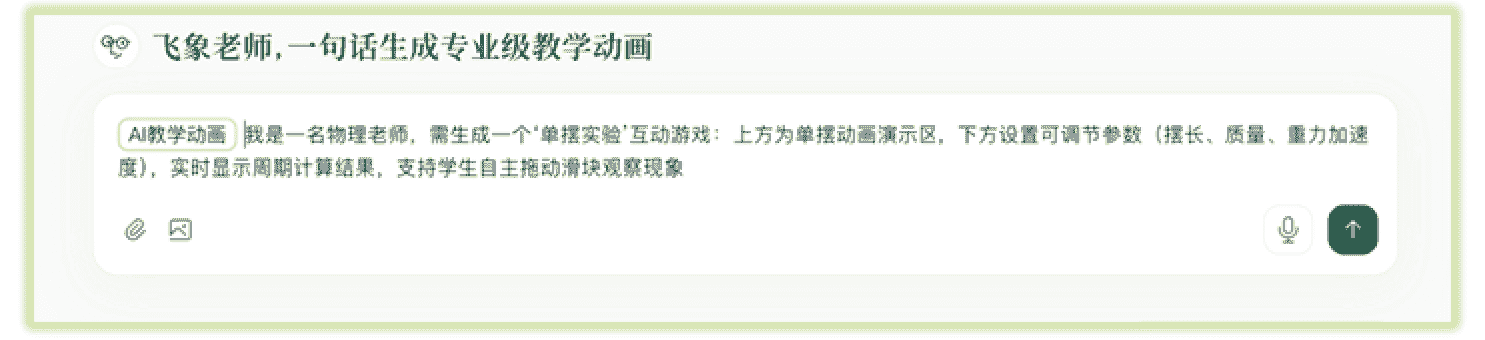 飞象老师,一句话生成专业级教学动画
AI教学动画 我是一名物理老师，需生成一个‘单摆实验’互动游戏：上方为单摆动画演示区，下方设置可调节参数（摆长、质量、重力加速
度），实时显示周期计算结果，支持学生自主拖动滑块观察现象